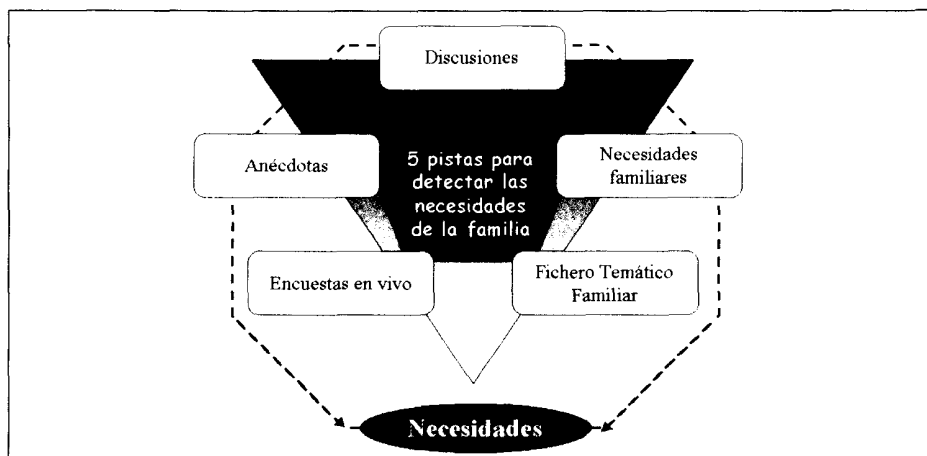 Discusiones
Anécdotas
5 pistas para
detectar las
necesidades
de la familia
Necesidades
familiares
Encuestas en vivo
Fichero Temático
Familiar
Necesidades